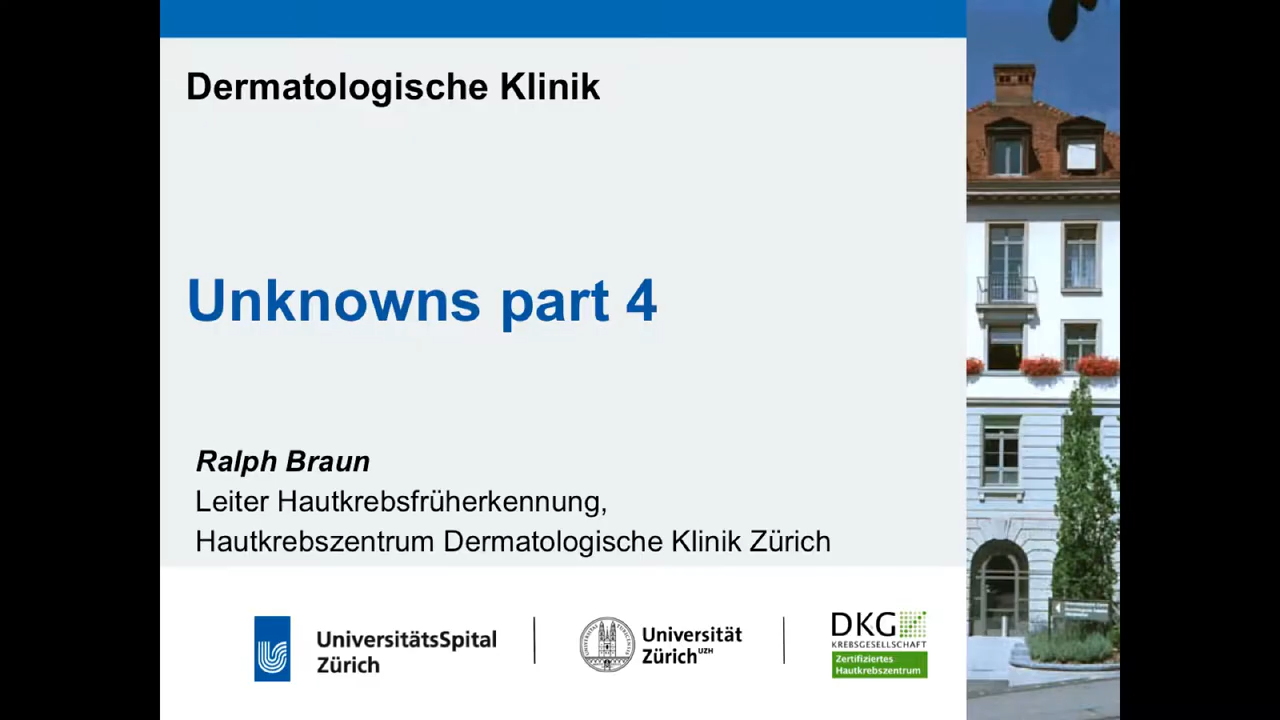 Dermatologische Klinik
Unknowns part 4
Ralph Braun
Leiter Hautkrebsfrüherkennung,
Hautkrebszentrum Dermatologische Klinik Zürich
UniversitätsSpital
Zürich
Universität
Zürich UZH
DKG
KREBSGESELLSCHAFT
Zertifiziertes
Hautkrebszentrum